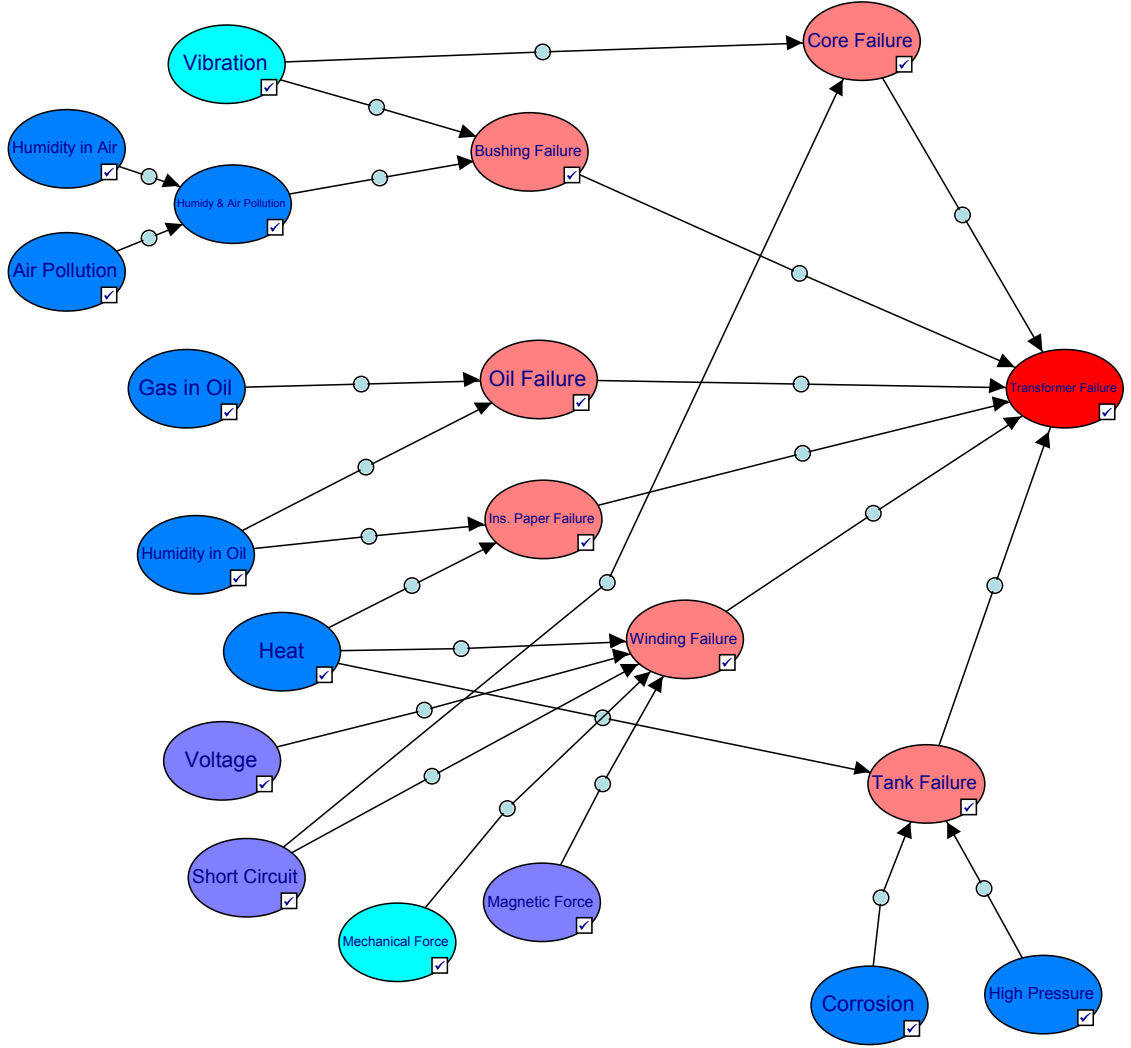 Core Failure
Vibration
Humidity in Air
Bushing Failure
Humidy & Air Pollution
Air Pollution
Gas in Oil
Oil Failure
Transformer Failure
Ins. Paper Failure
Humidity in Oil
Heat
Winding Failure
Voltage
Tank Failure
Short Circuit
Magnetic Force
Mechanical Force
Corrosion
High Pressure